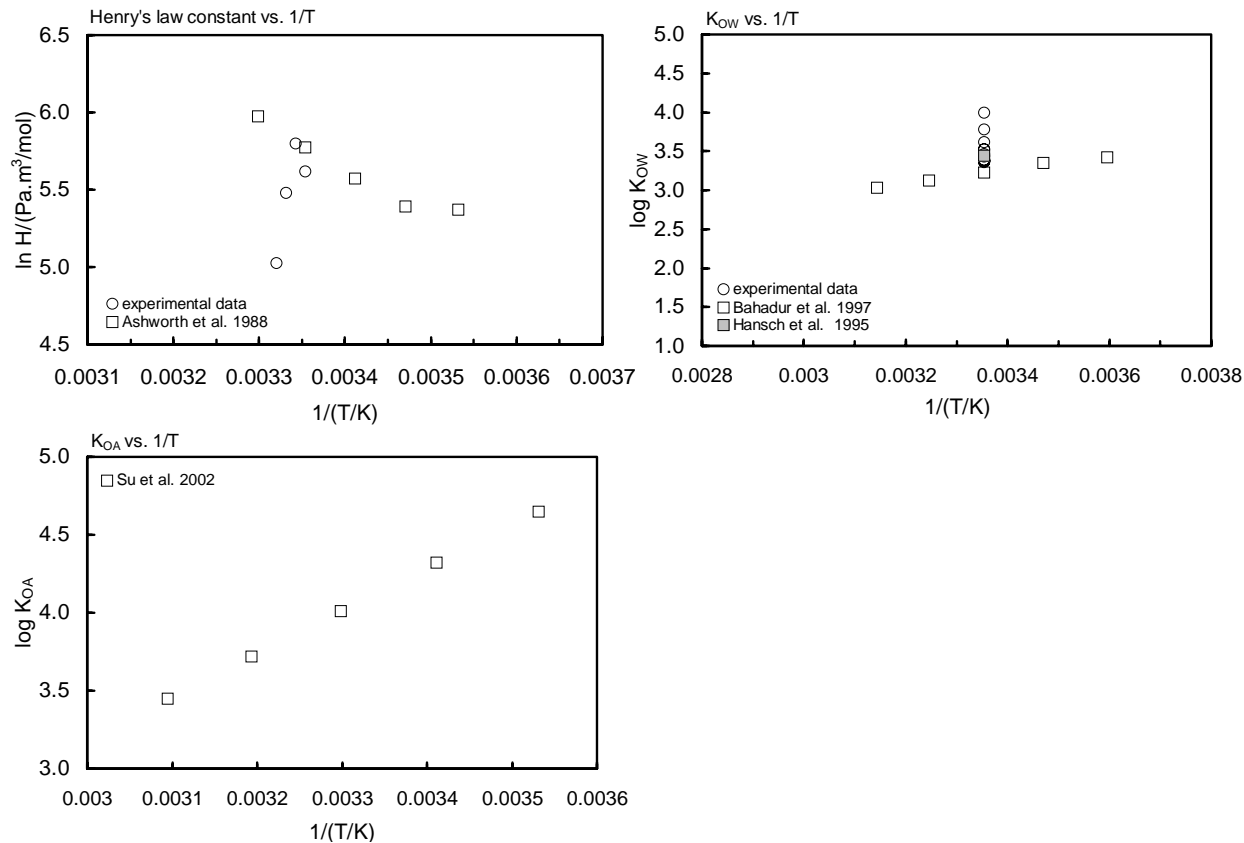 Henry's law constant vs. 1/T
6.5
6.0
5.5
5.0
4.5
ln H/(Pa.m³/mol)
experimental data
Ashworth et al. 1988
0.0031 0.0032 0.0033 0.0034 0.0035 0.0036 0.0037
1/(T/K)
K_OW vs. 1/T
5.0
4.5
4.0
3.5
3.0
2.5
2.0
1.5
1.0
log K_OW
experimental data
Bahadur et al. 1997
Hansch et al. 1995
0.0028 0.003 0.0032 0.0034 0.0036 0.0038
1/(T/K)
K_OA vs. 1/T
5.0
4.5
4.0
3.5
3.0
log K_OA
Su et al. 2002
0.003 0.0031 0.0032 0.0033 0.0034 0.0035 0.0036
1/(T/K)